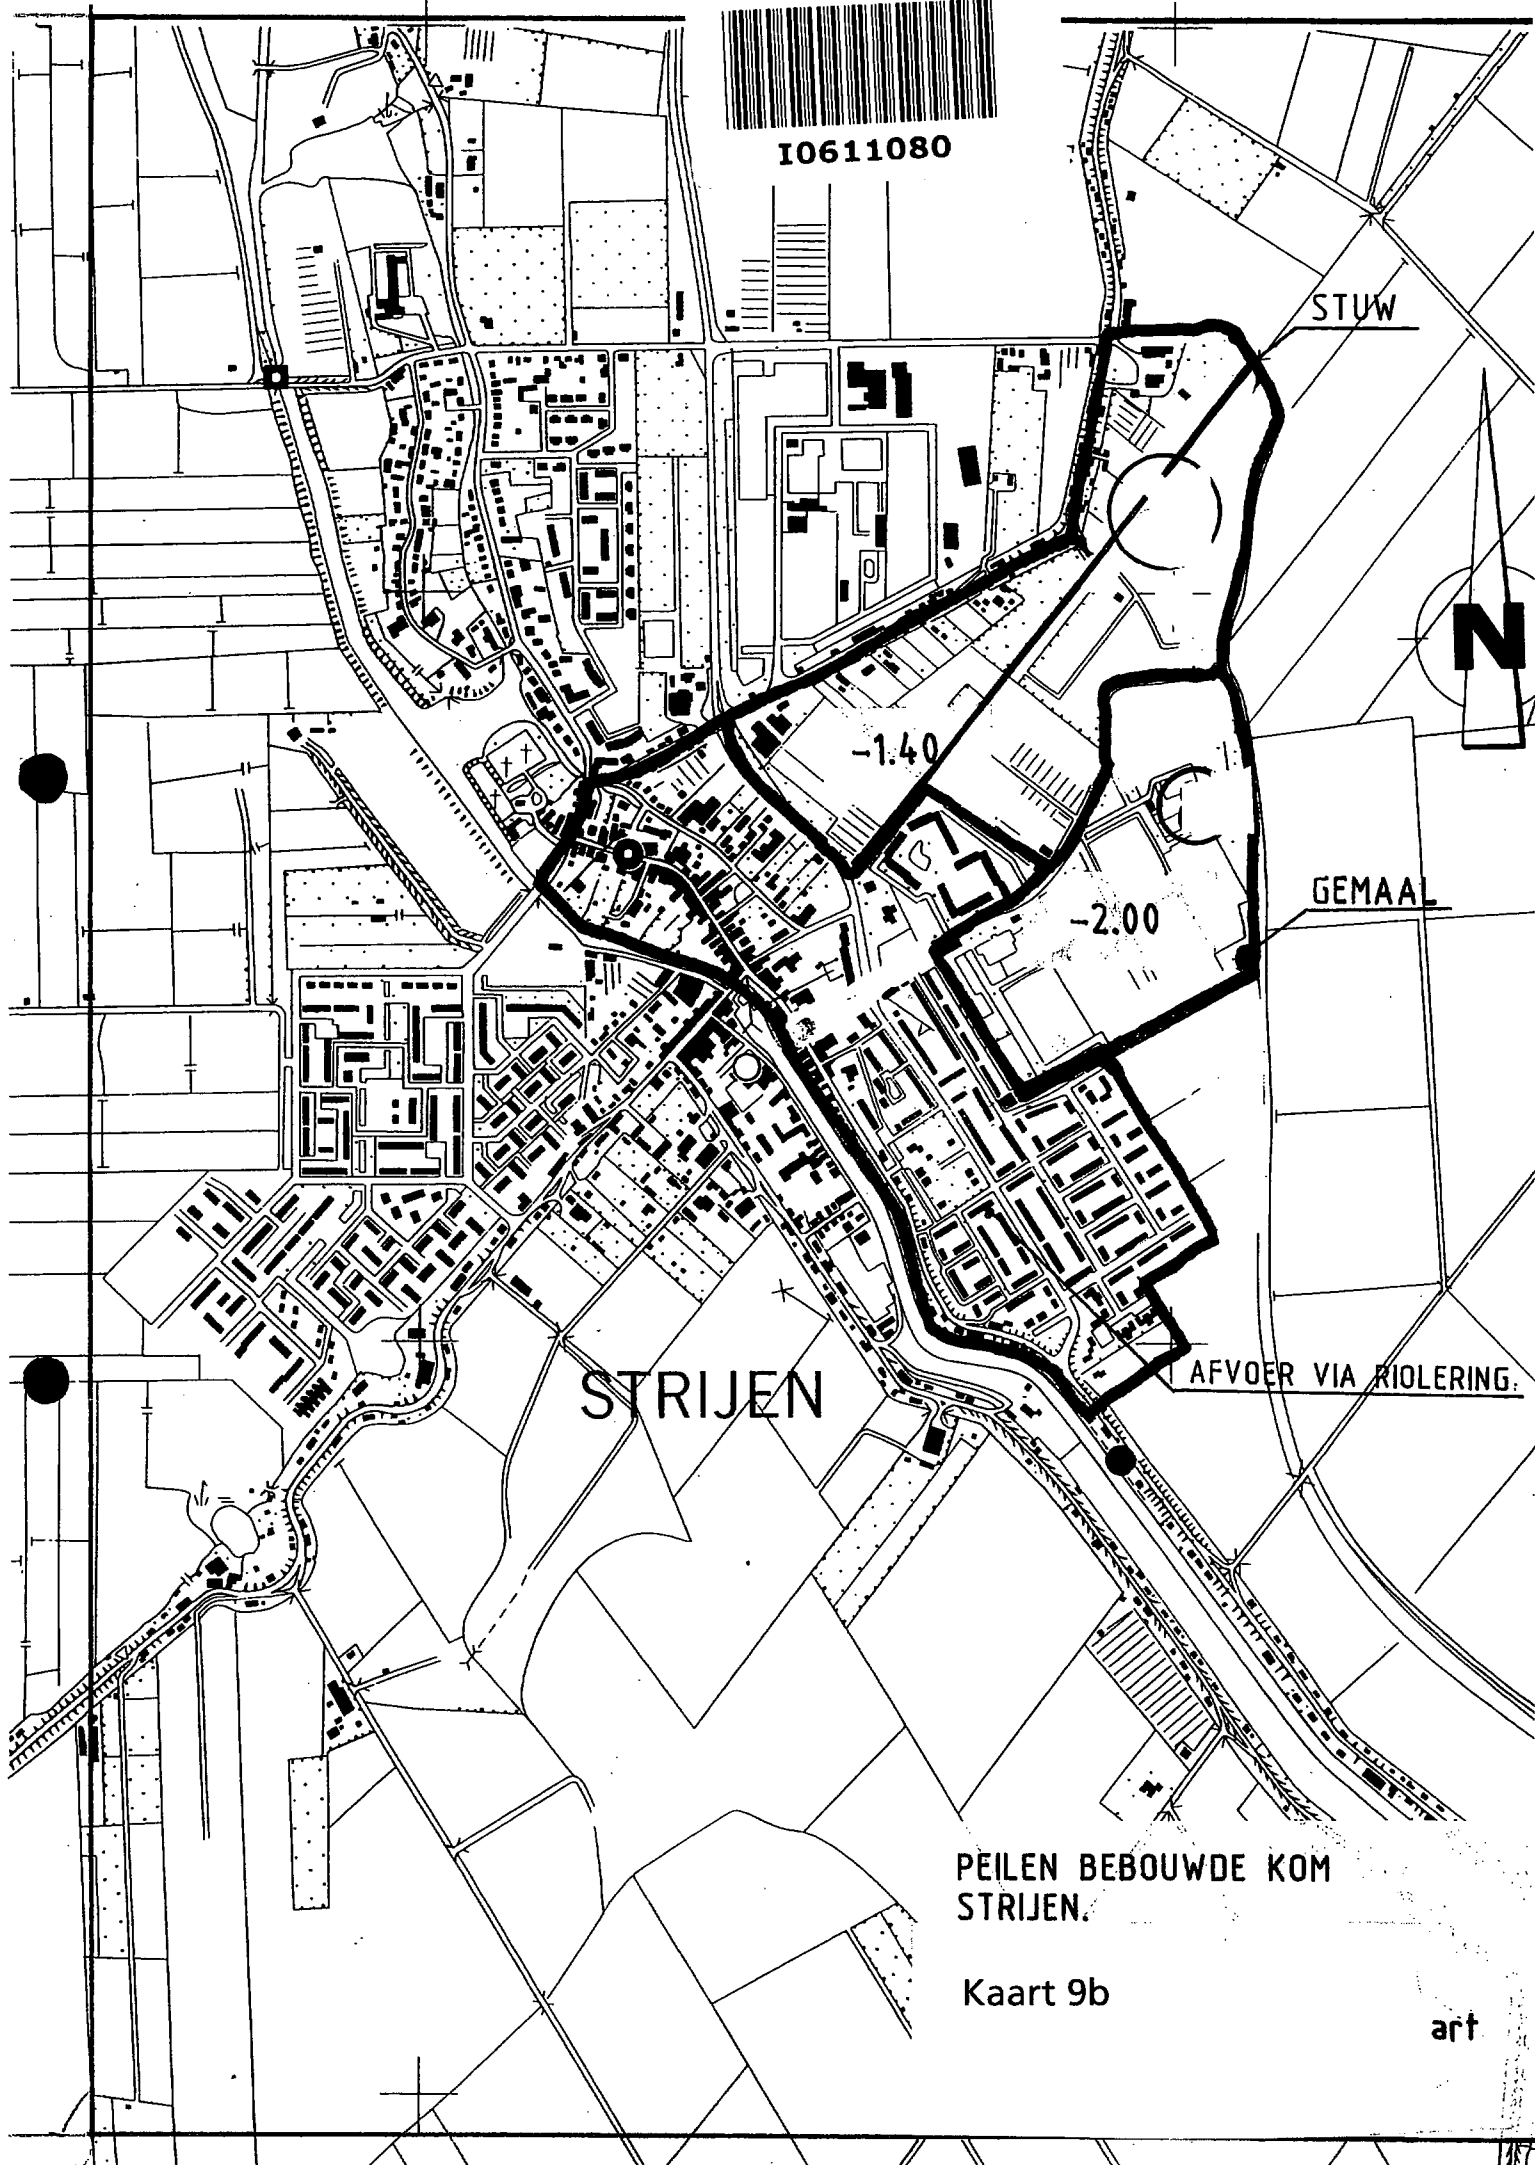 I0611080
STUW
N
-1.40
GEMAAL
-2.00
AFVOER VIA RIOLERING.
STRIJEN
PEILEN BEBOUWDE KOM
STRIJEN.
Kaart 9b
art